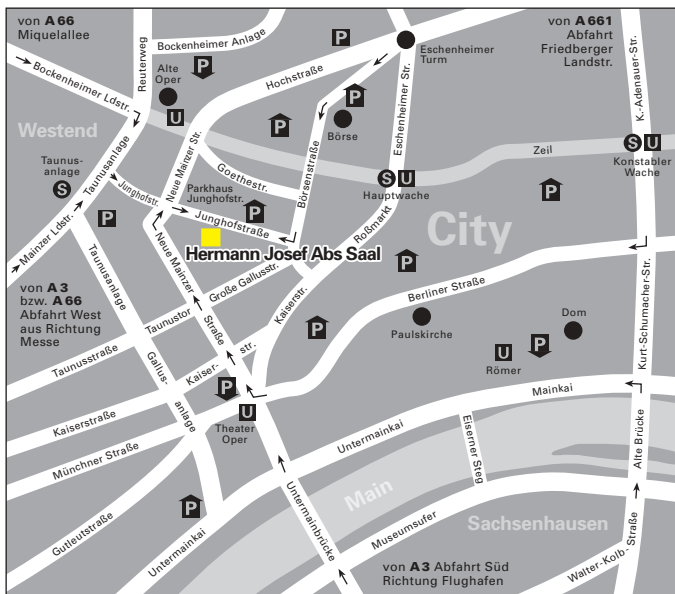 von A 66
Miquelallee
Reuterweg
Bockenheimer Anlage
P
P
Eschenheimer
Turm
von A 661
Abfahrt
Friedberger
Landstr.
K.-Adenauer-Str.
Bockenheimer Ldstr.
Alte
Oper
U
Hochstraße
P
P
Börse
Eschenheimer Str.
Westend
Taunus-
anlage
S
Taunusanlage
Neue Mainzer Str.
Goethestr.
Börsenstraße
Zeil
S U
Konstabler
Wache
S U
Hauptwache
P
Junghofstr.
Parkhaus
Junghofstr.
P
Junghofstraße
Roßmarkt
City
Mainzer Ldstr.
P
Hermann Josef Abs Saal
P
von A 3
bzw. A 66
Abfahrt West
aus Richtung
Messe
Taunusanlage
Neue Mainzer
Straße
Große Gallusstr.
Taunustor
Kaiserstr.
Berliner Straße
Kurt-Schumacher-Str.
Paulskirche
P
Dom
P
U
Römer
Taunusstraße
Gallus-
anlage
Kaiser-
str.
P
Kaiserstraße
U
Theater
Oper
Mainkai
Münchner Straße
Untermainkai
Eiserner Steg
Alte Brücke
P
Main
Gutleutstraße
Untermainkai
Untermainbrücke
Museumsufer
Sachsenhausen
von A 3 Abfahrt Süd
Richtung Flughafen
Walter-Kolb-
Straße